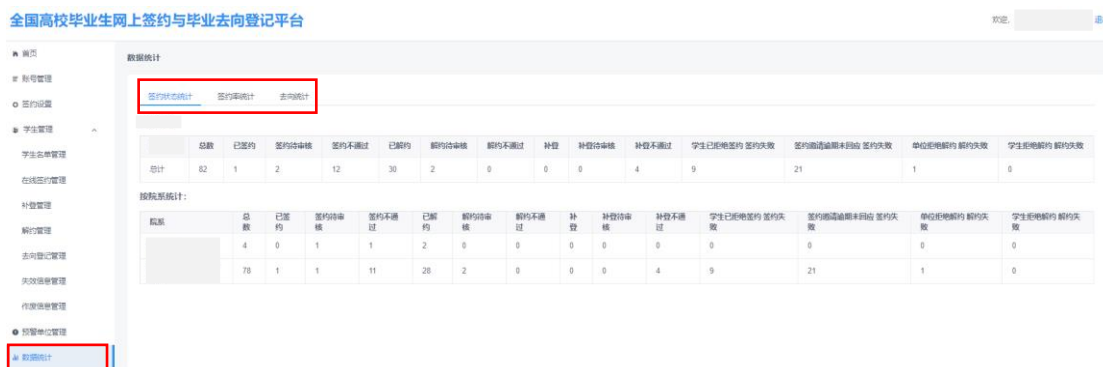 全国高校毕业生网上签约与毕业去向登记平台
欢迎,
退
首页
账号管理
签约设置
学生管理
学生名单管理
在线签约管理
补登管理
解约管理
去向登记管理
失效信息管理
作废信息管理
预警单位管理
数据统计
数据统计
签约状态统计 签约率统计 去向统计
总数 已签约 签约待审核 签约不通过 已解约 解约待审核 解约不通过 补登 补登待审核 补登不通过 学生已拒绝签约 签约失败 签约邀请逾期未回应 签约失败 单位拒绝解约 解约失败 学生拒绝解约 解约失败
总计 82 1 2 12 30 2 0 0 0 4 9 21 1 0
按院系统计：
院系 总数 已签约 签约待审核 签约不通过 已解约 解约待审核 解约不通过 补登 补登待审核 补登不通过 学生已拒绝签约 签约失败 签约邀请逾期未回应 签约失败 单位拒绝解约 解约失败 学生拒绝解约 解约失败
4 0 1 1 2 0 0 0 0 0 0 0 0 0
78 1 1 11 28 2 0 0 0 4 9 21 1 0